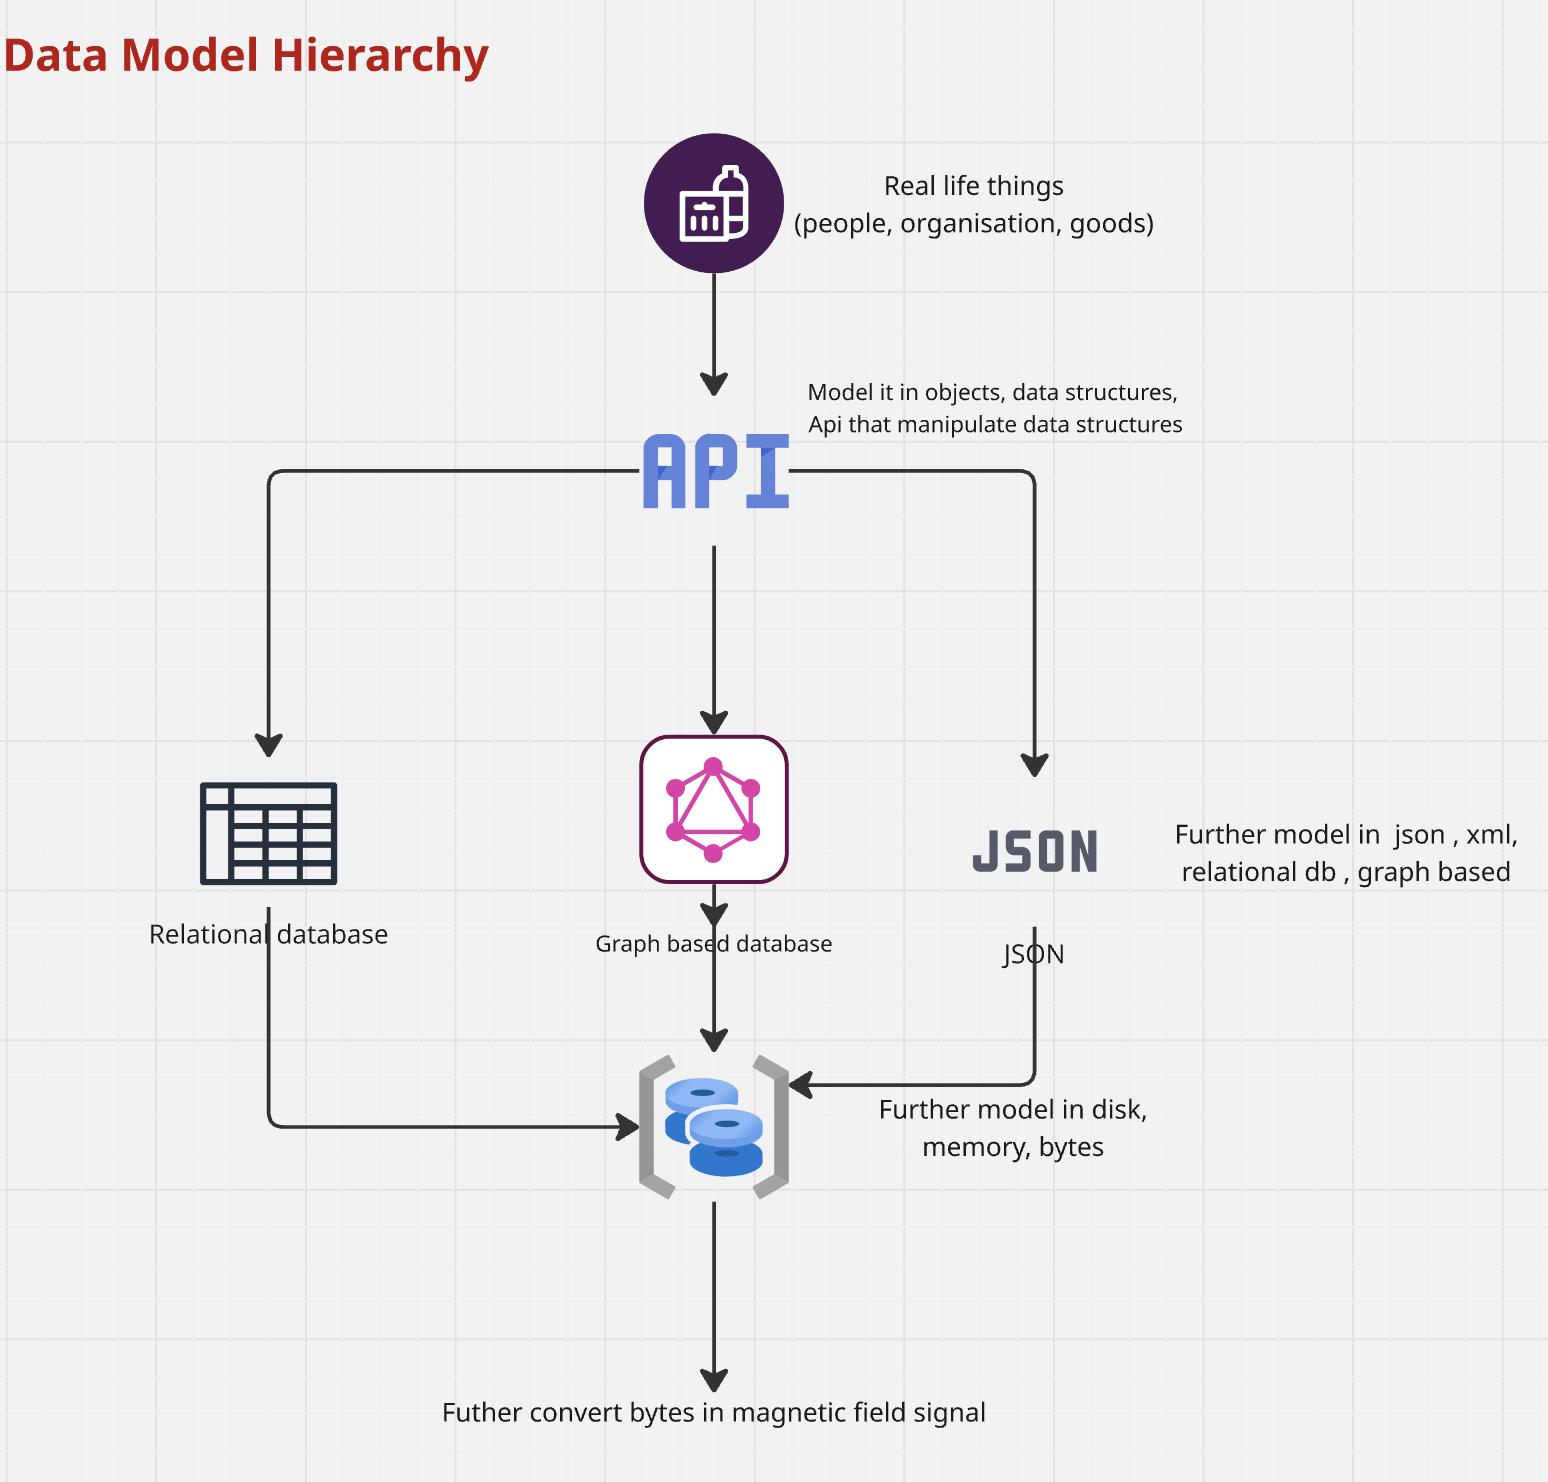 Data Model Hierarchy
Real life things
(people, organisation, goods)
Model it in objects, data structures,
Api that manipulate data structures
API
JSON
Further model in json , xml,
relational db , graph based
Relational database
Graph based database
JSON
Further model in disk,
memory, bytes
Futher convert bytes in magnetic field signal